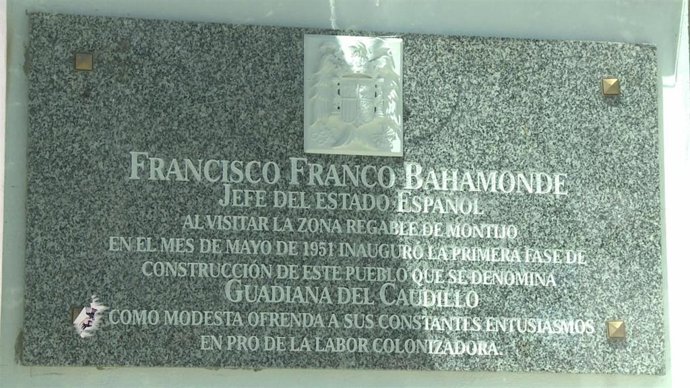 FRANCISCO FRANCO BAHAMONDE
JEFE DEL ESTADO ESPAÑOL
AL VISITAR LA ZONA REGABLE DE MONTIJO
EN EL MES DE MAYO DE 1951 INAUGURÓ LA PRIMERA FASE DE
CONSTRUCCIÓN DE ESTE PUEBLO QUE SE DENOMINA
GUADIANA DEL CAUDILLO
COMO MODESTA OFRENDA A SUS CONSTANTES ENTUSIASMOS
EN PRO DE LA LABOR COLONIZADORA.